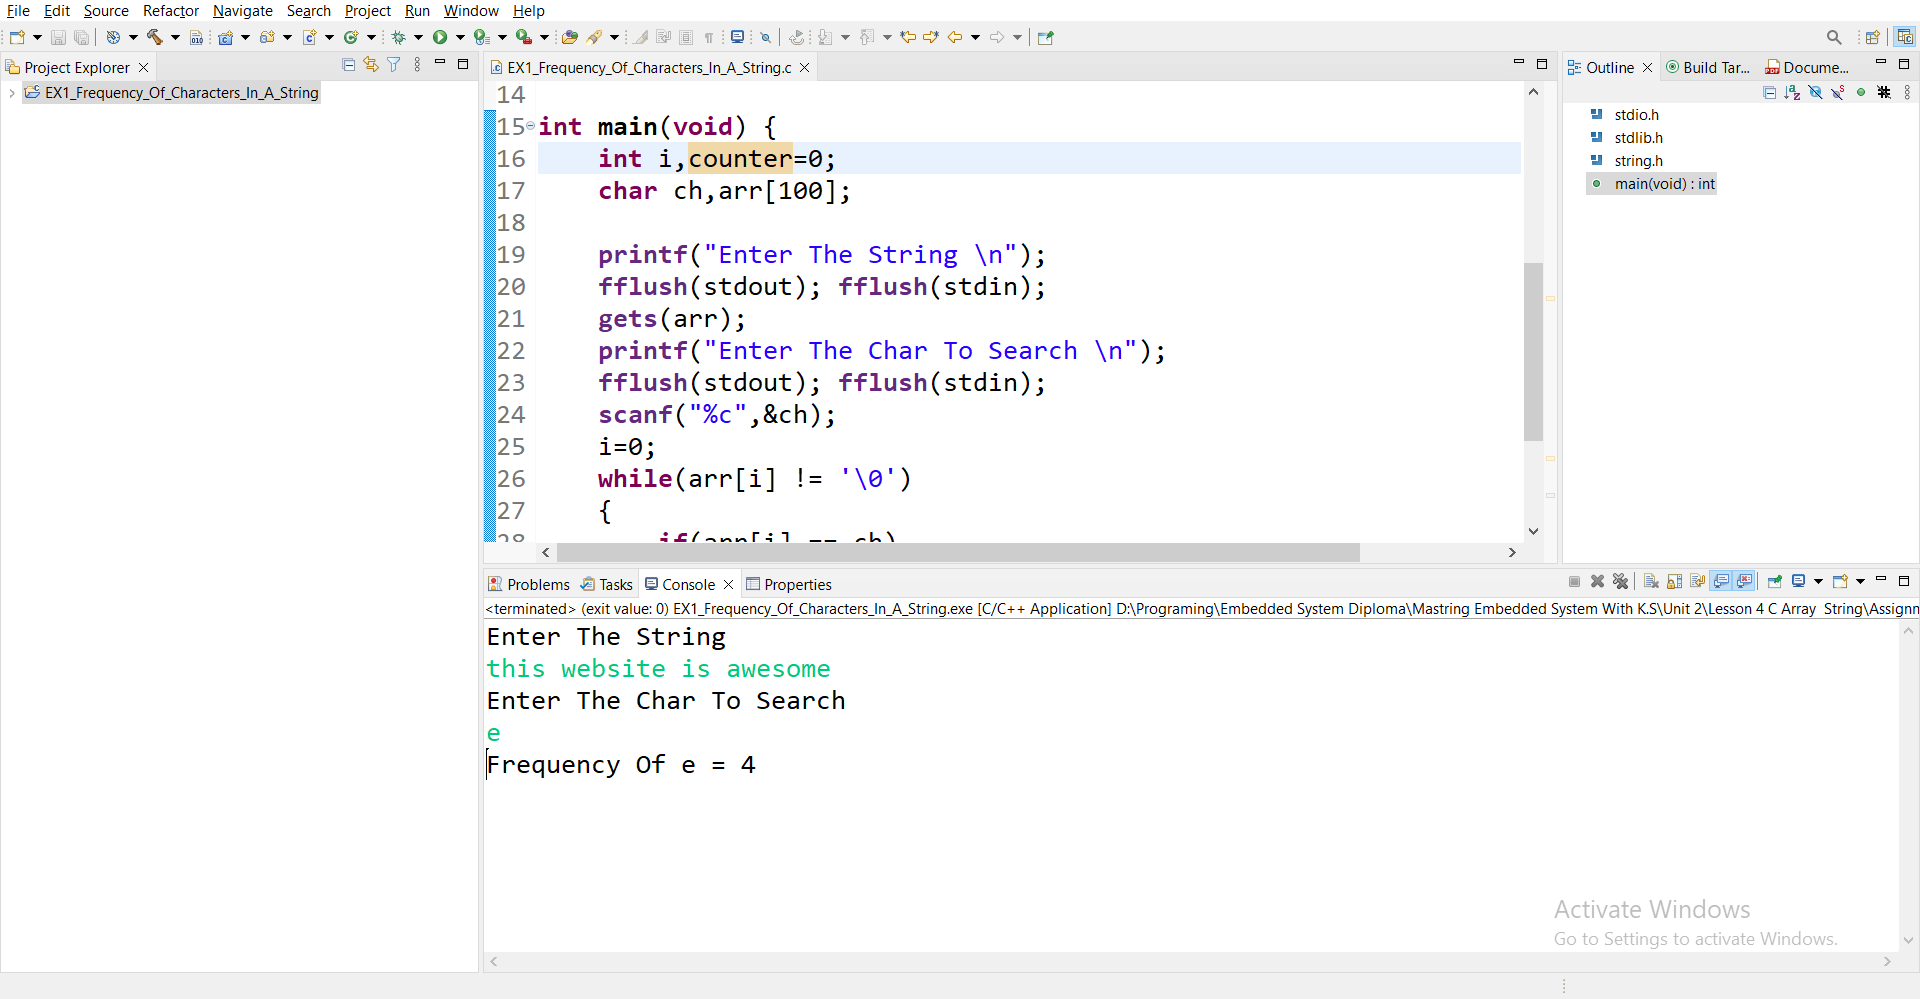 File Edit Source Refactor Navigate Search Project Run Window Help
Project Explorer
EX1_Frequency_Of_Characters_In_A_String
EX1_Frequency_Of_Characters_In_A_String.c
14
15 int main(void) {
16 int i,counter=0;
17 char ch,arr[100];
18
19 printf("Enter The String \n");
20 fflush(stdout); fflush(stdin);
21 gets(arr);
22 printf("Enter The Char To Search \n");
23 fflush(stdout); fflush(stdin);
24 scanf("%c",&ch);
25 i=0;
26 while(arr[i] != '\0')
27 {
28 if(arr[i] == ch)
Outline Build Tar... Docume...
stdio.h
stdlib.h
string.h
main(void) : int
Problems Tasks Console Properties
<terminated> (exit value: 0) EX1_Frequency_Of_Characters_In_A_String.exe [C/C++ Application] D:\Programing\Embedded System Diploma\Mastring Embedded System With K.S\Unit 2\Lesson 4 C Array String\Assignn
Enter The String
this website is awesome
Enter The Char To Search
e
Frequency Of e = 4
Activate Windows
Go to Settings to activate Windows.